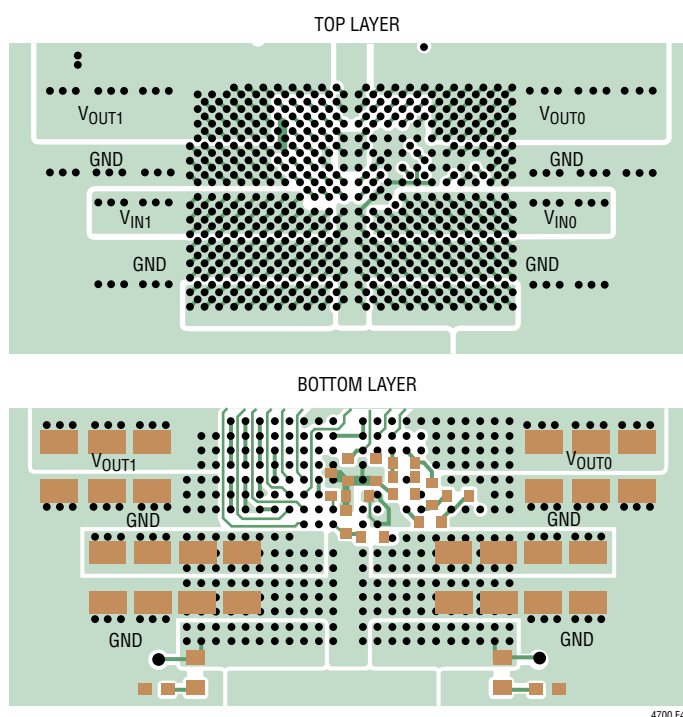 TOP LAYER
VOUT1
VOUT0
GND
GND
VIN1
VIN0
GND
GND
BOTTOM LAYER
VOUT1
VOUT0
GND
GND
GND
GND